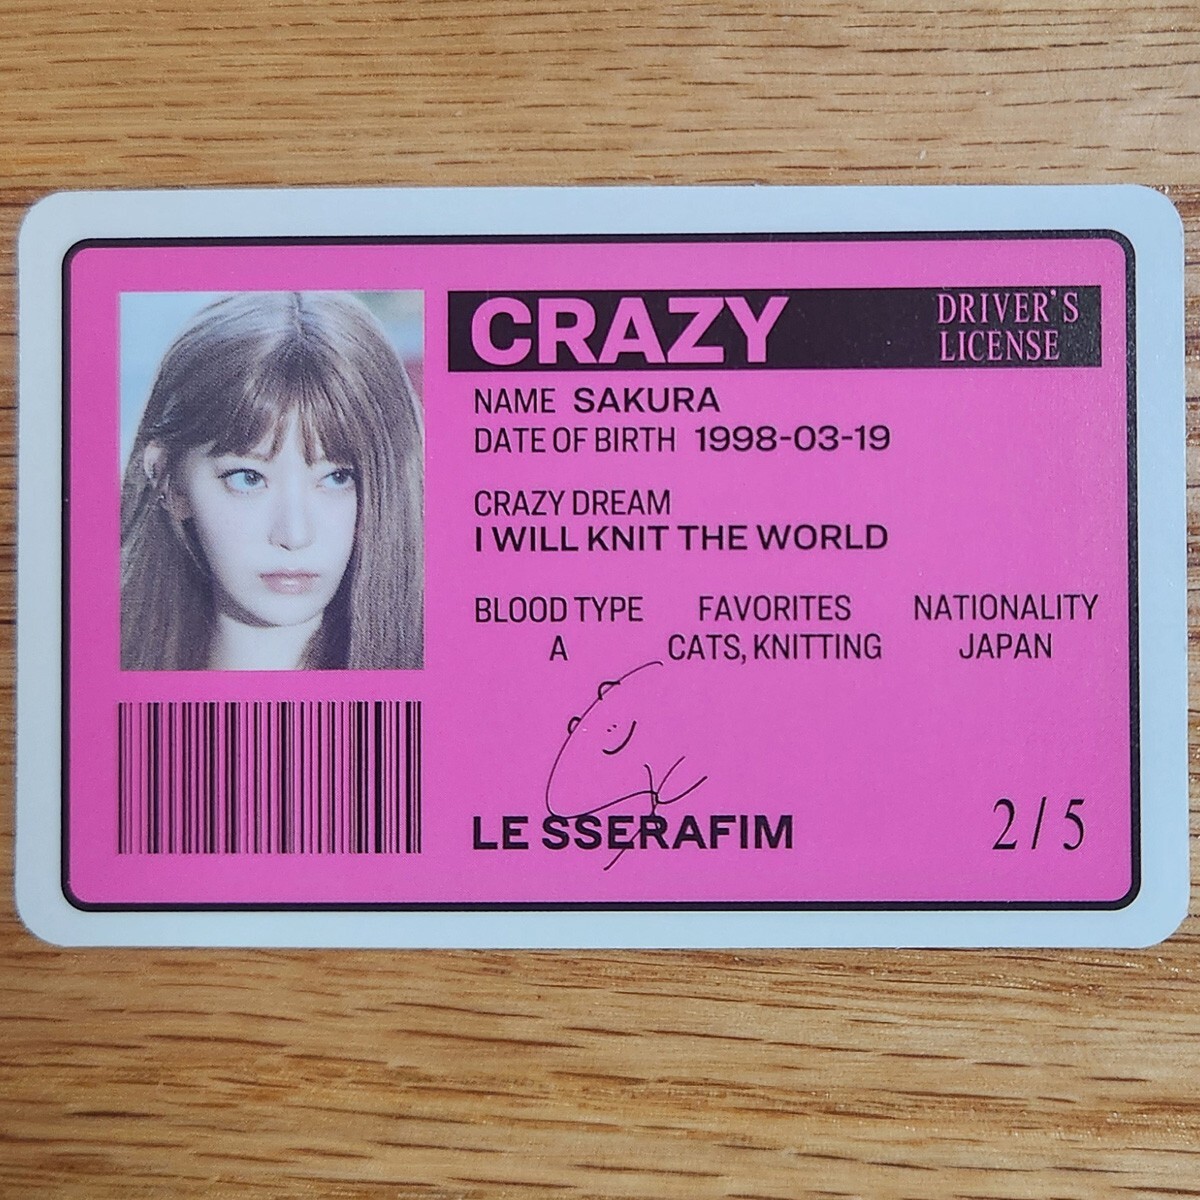 CRAZY
DRIVER'S
LICENSE
NAME SAKURA
DATE OF BIRTH 1998-03-19
CRAZY DREAM
I WILL KNIT THE WORLD
BLOOD TYPE FAVORITES NATIONALITY
A CATS, KNITTING JAPAN
LE SSERAFIM
2/5